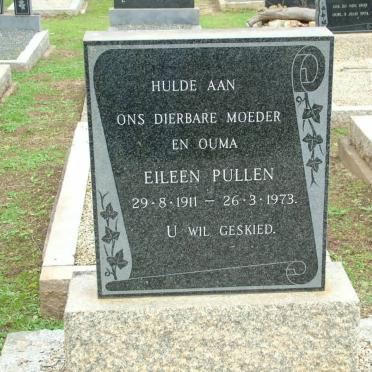 HULDE AAN
ONS DIERBARE MOEDER
EN OUMA
EILEEN PULLEN
29·8·1911 – 26·3·1973.
U WIL GESKIED.